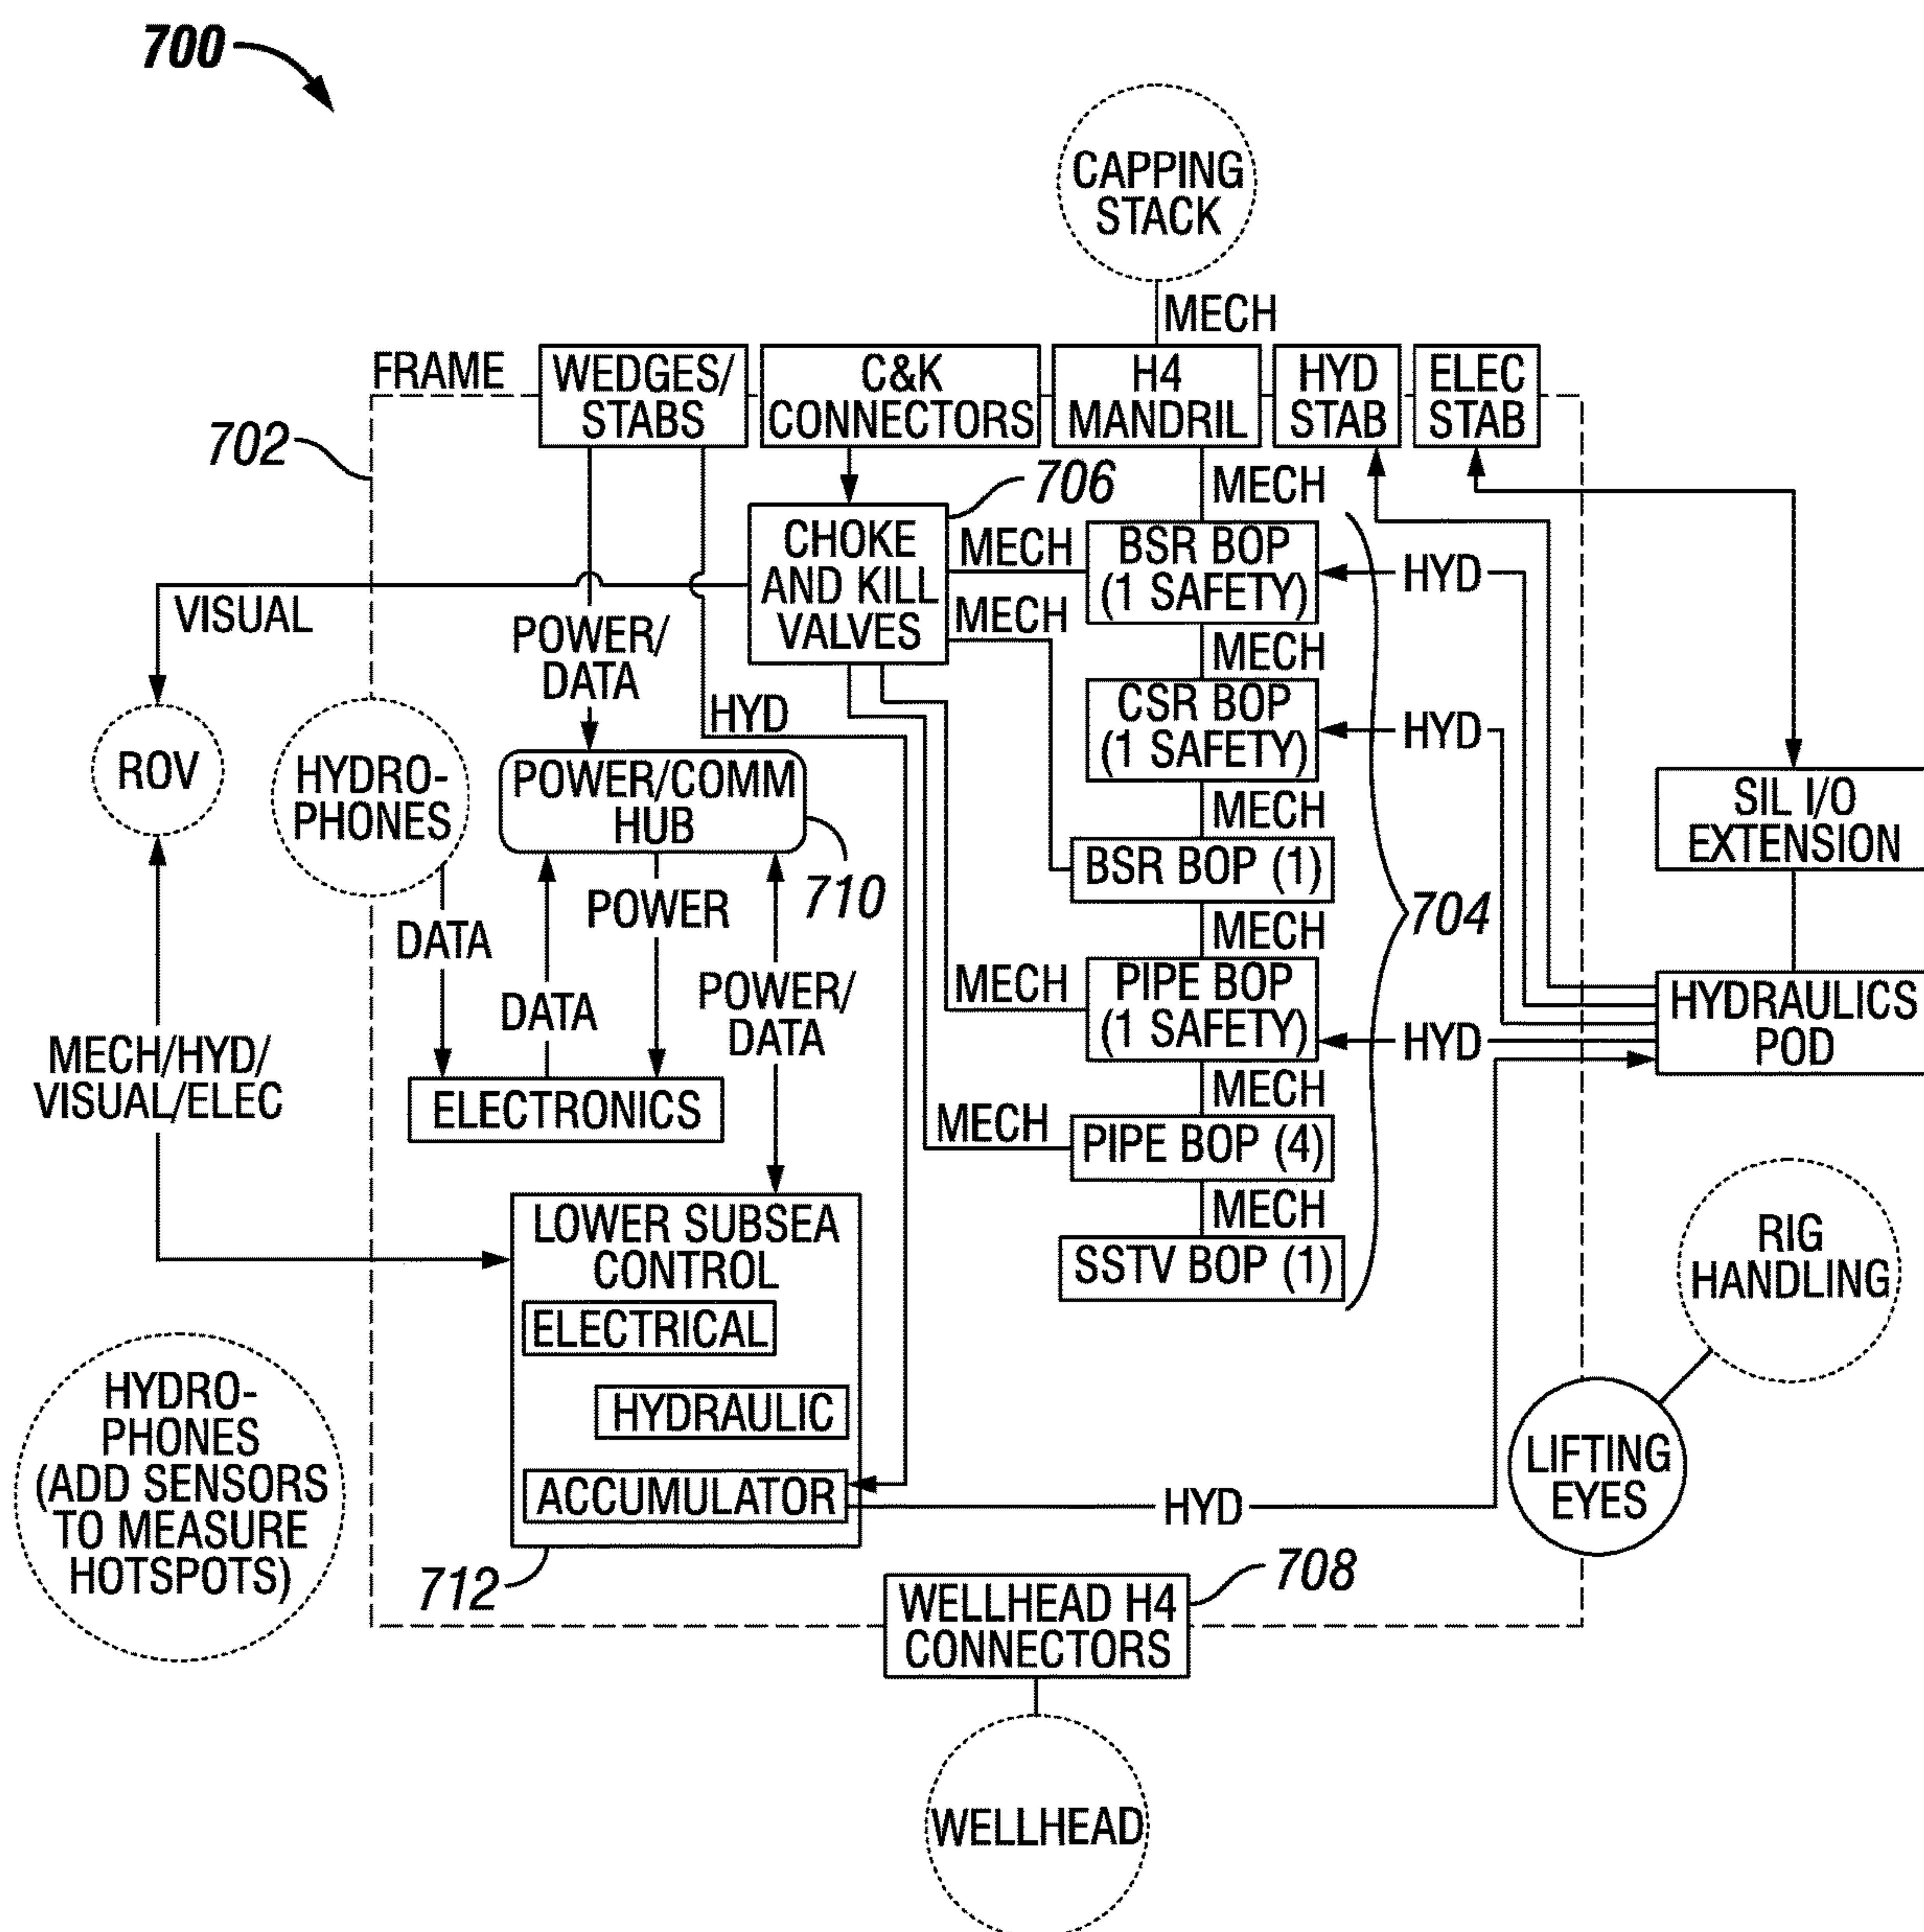 700
CAPPING
STACK
MECH
FRAME
WEDGES/
STABS
C&K
CONNECTORS
H4
MANDRIL
HYD
STAB
ELEC
STAB
702
706
MECH
CHOKE
AND KILL
VALVES
MECH
MECH
BSR BOP
(1 SAFETY)
HYD
VISUAL
POWER/
DATA
HYD
MECH
CSR BOP
(1 SAFETY)
HYD
ROV
HYDRO-
PHONES
POWER/COMM
HUB
710
MECH
SIL I/O
EXTENSION
BSR BOP (1)
704
DATA
DATA
POWER
POWER/
DATA
MECH
MECH
PIPE BOP
(1 SAFETY)
HYD
HYDRAULICS
POD
MECH/HYD/
VISUAL/ELEC
ELECTRONICS
MECH
MECH
PIPE BOP (4)
MECH
SSTV BOP (1)
LOWER SUBSEA
CONTROL
ELECTRICAL
HYDRAULIC
ACCUMULATOR
HYD
712
RIG
HANDLING
LIFTING
EYES
HYDRO-
PHONES
(ADD SENSORS
TO MEASURE
HOTSPOTS)
WELLHEAD H4
CONNECTORS
708
WELLHEAD